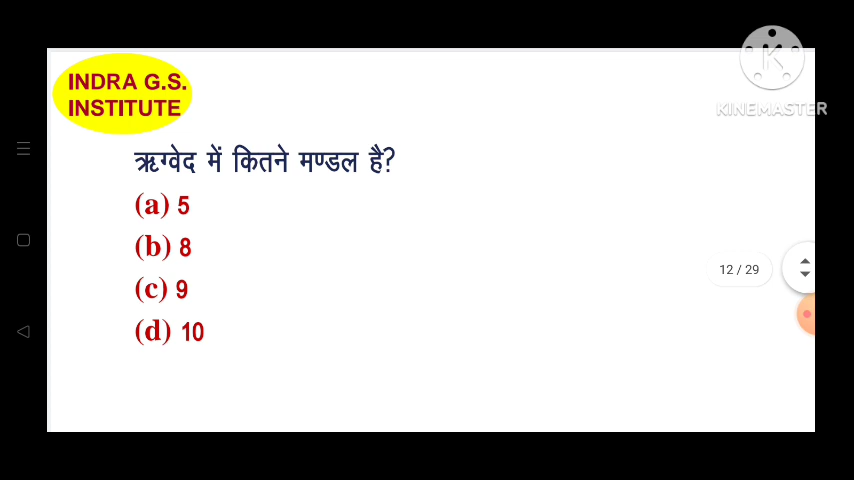 INDRA G.S.
INSTITUTE
K
KINEMASTER
ऋग्वेद में कितने मण्डल है?
(a) 5
(b) 8
(c) 9
(d) 10
12 / 29